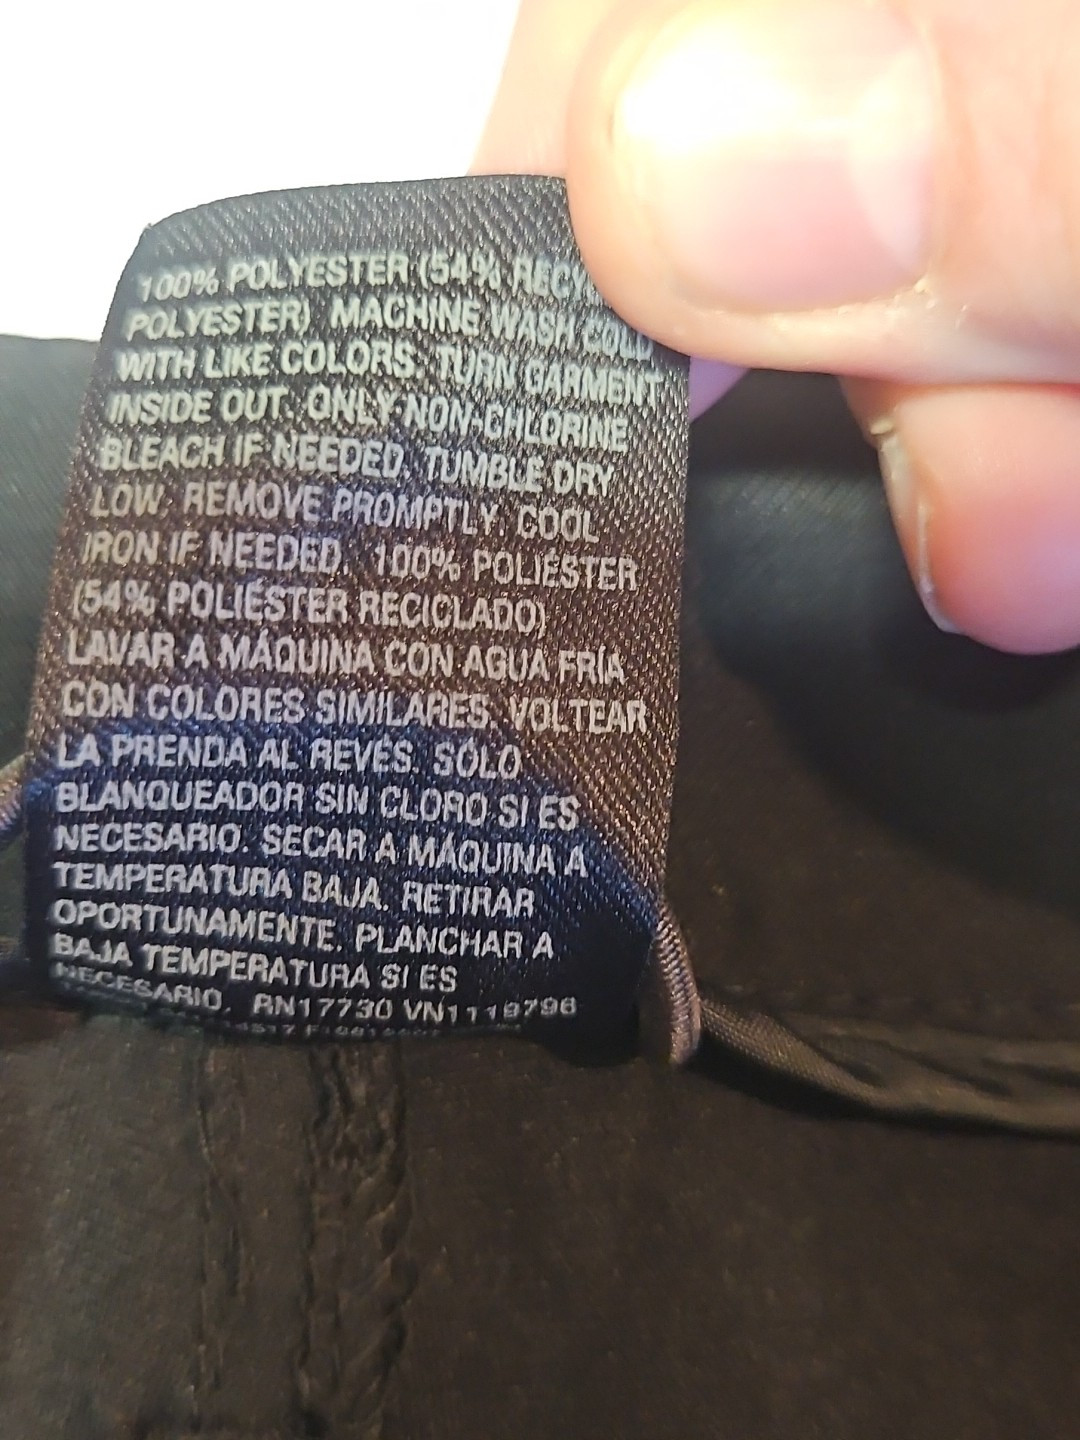 100% POLYESTER (54%
POLYESTER) MACHINE WASH COLD
WITH LIKE COLORS. TURN GARMENT
INSIDE OUT. ONLY NON-CHLORINE
BLEACH IF NEEDED. TUMBLE DRY
LOW. REMOVE PROMPTLY. COOL
IRON IF NEEDED. 100% POLIÉSTER
(54% POLIÉSTER RECICLADO)
LAVAR A MÁQUINA CON AGUA FRÍA
CON COLORES SIMILARES. VOLTEAR
LA PRENDA AL REVÉS. SÓLO
BLANQUEADOR SIN CLORO SI ES
NECESARIO. SECAR A MÁQUINA A
TEMPERATURA BAJA. RETIRAR
OPORTUNAMENTE. PLANCHAR A
BAJA TEMPERATURA SI ES
NECESARIO. RN17730 VN1119796